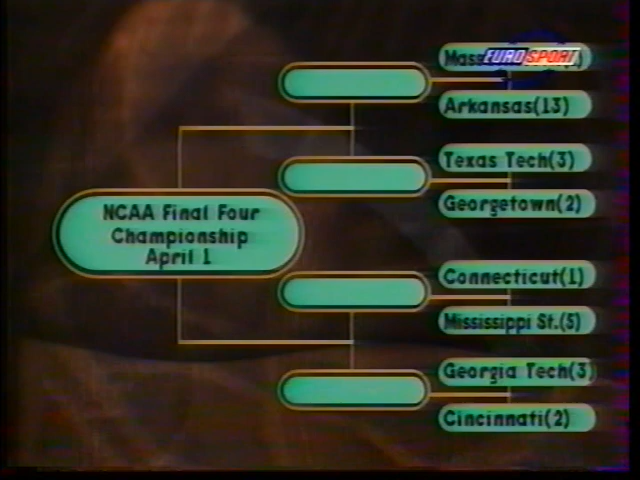 Mass
EUROSPORT
Arkansas(13)
Texas Tech(3)
Georgetown(2)
NCAA Final Four
Championship
April 1
Connecticut(1)
Mississippi St.(5)
Georgia Tech(3)
Cincinnati(2)